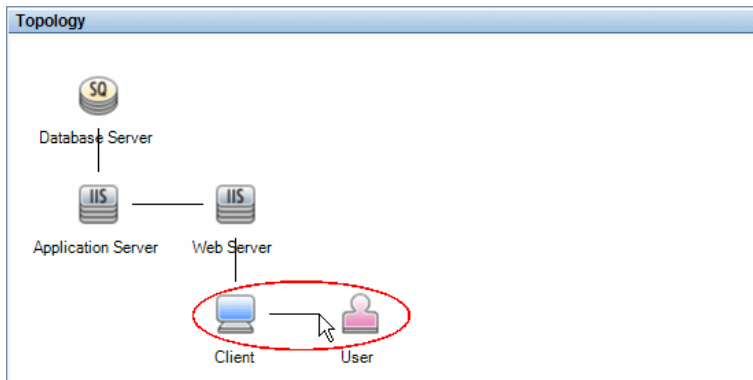 Topology
SQ
Database Server
IIS
IIS
Application Server
Web Server
Client
User